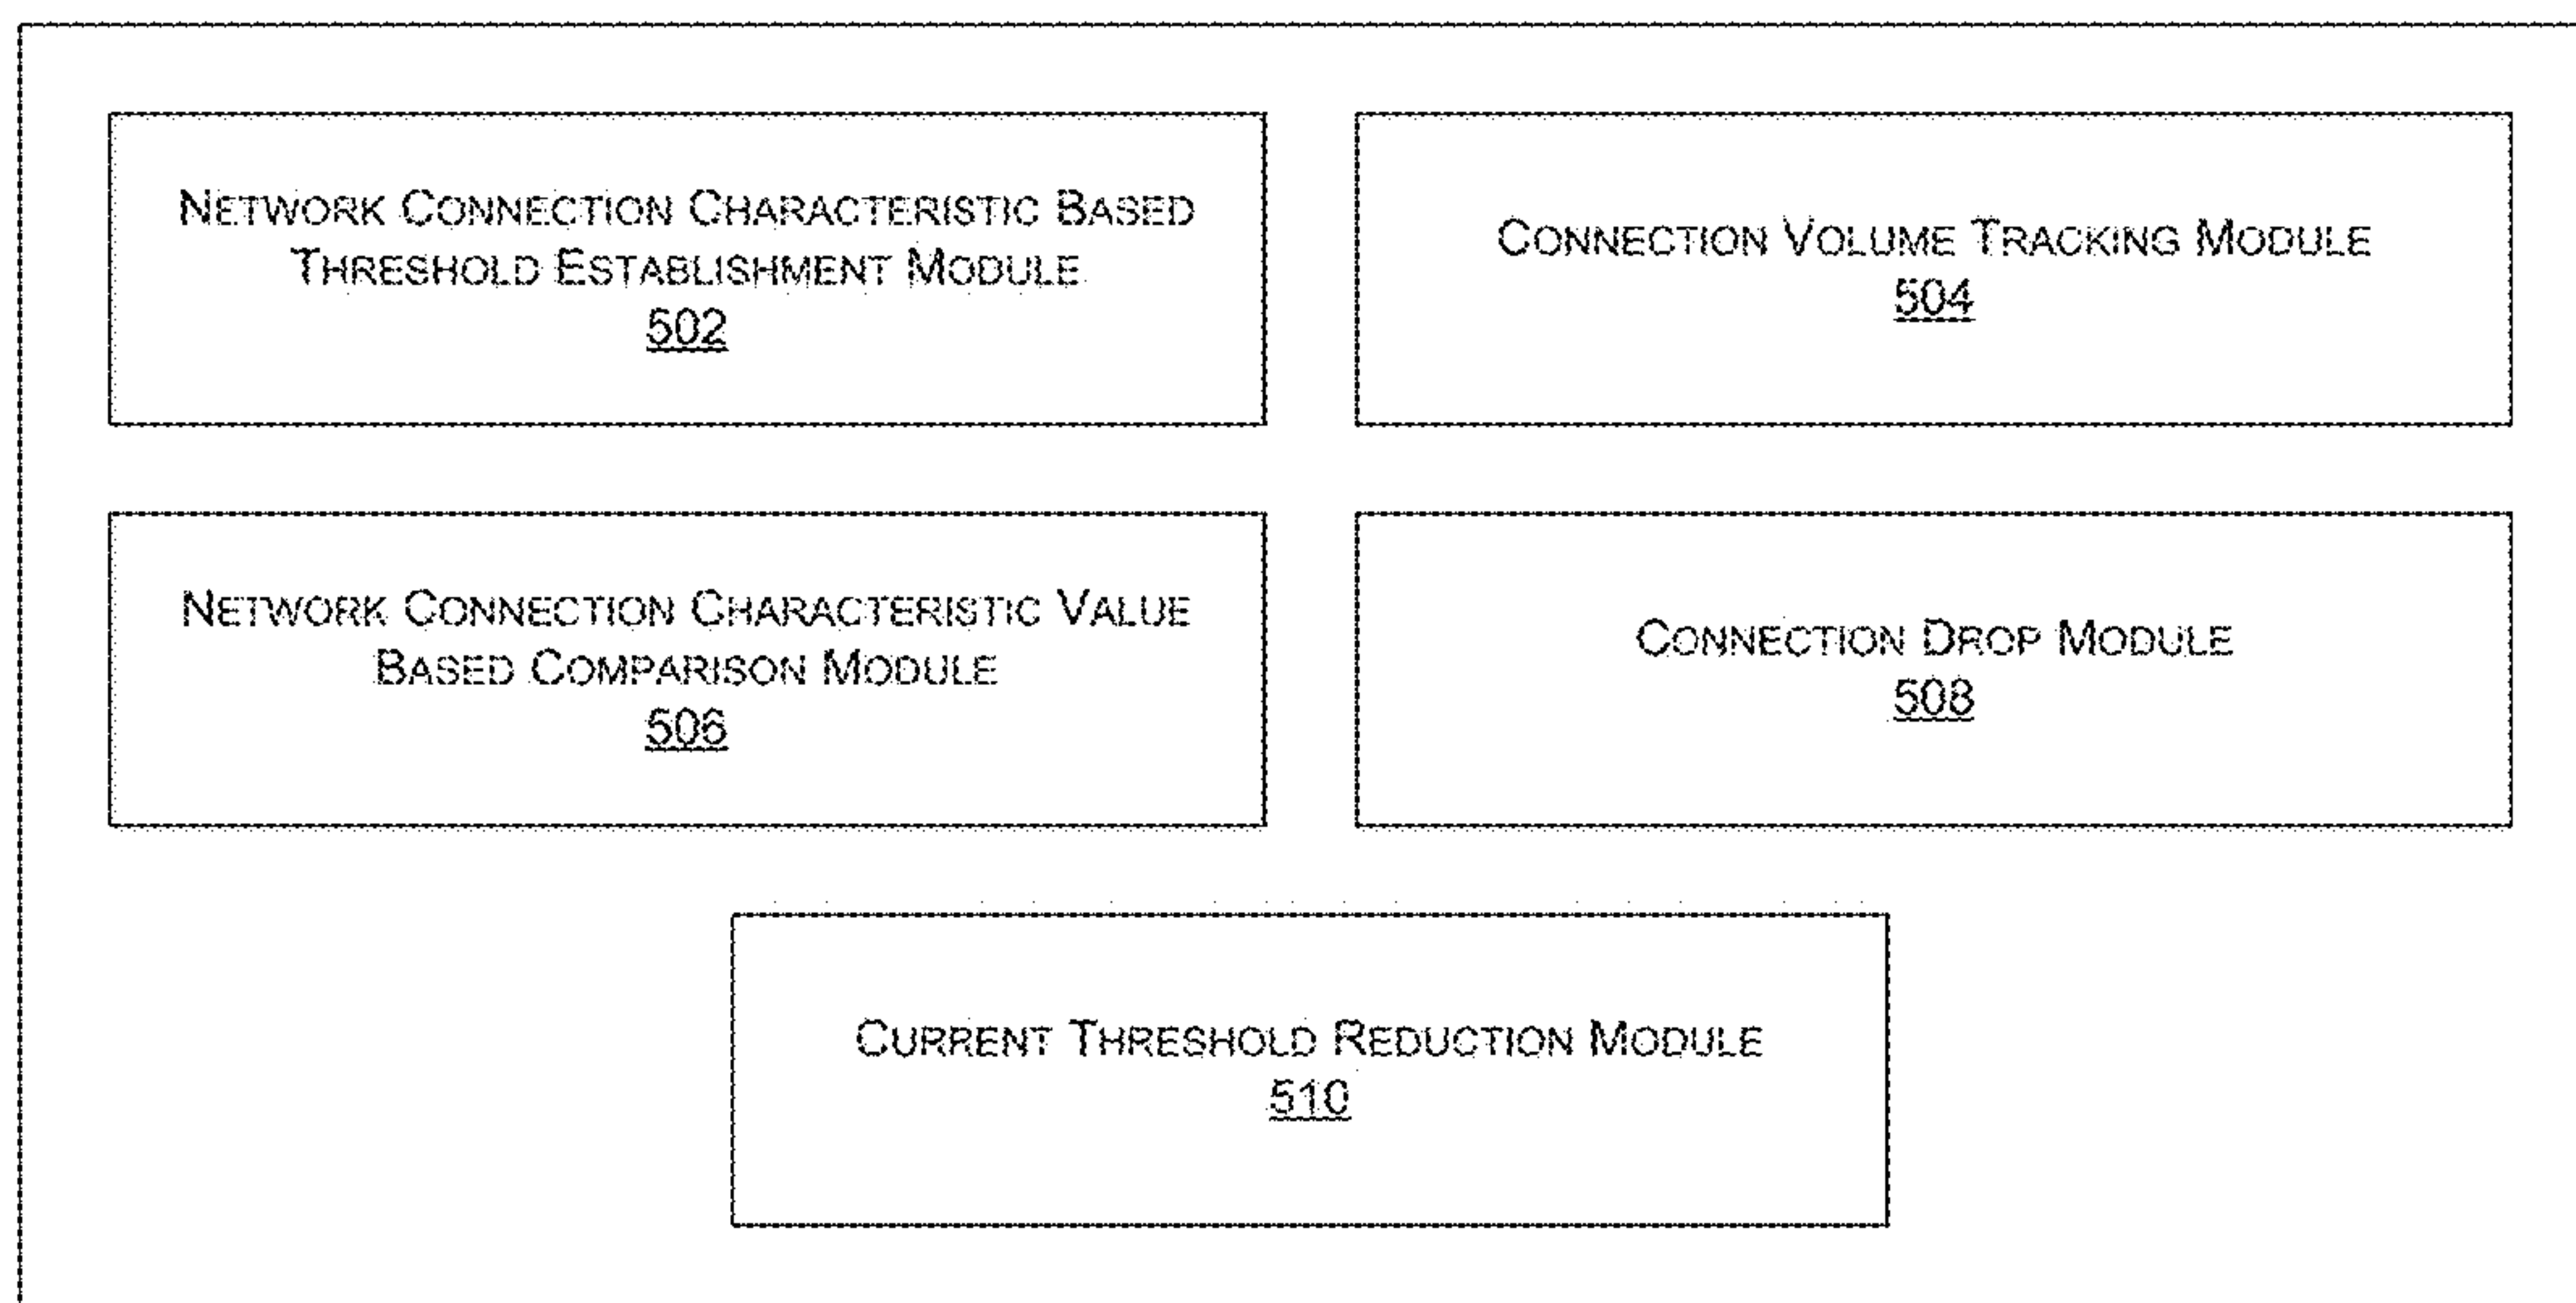 NETWORK CONNECTION CHARACTERISTIC BASED
THRESHOLD ESTABLISHMENT MODULE
502
CONNECTION VOLUME TRACKING MODULE
504
NETWORK CONNECTION CHARACTERISTIC VALUE
BASED COMPARISON MODULE
506
CONNECTION DROP MODULE
508
CURRENT THRESHOLD REDUCTION MODULE
510